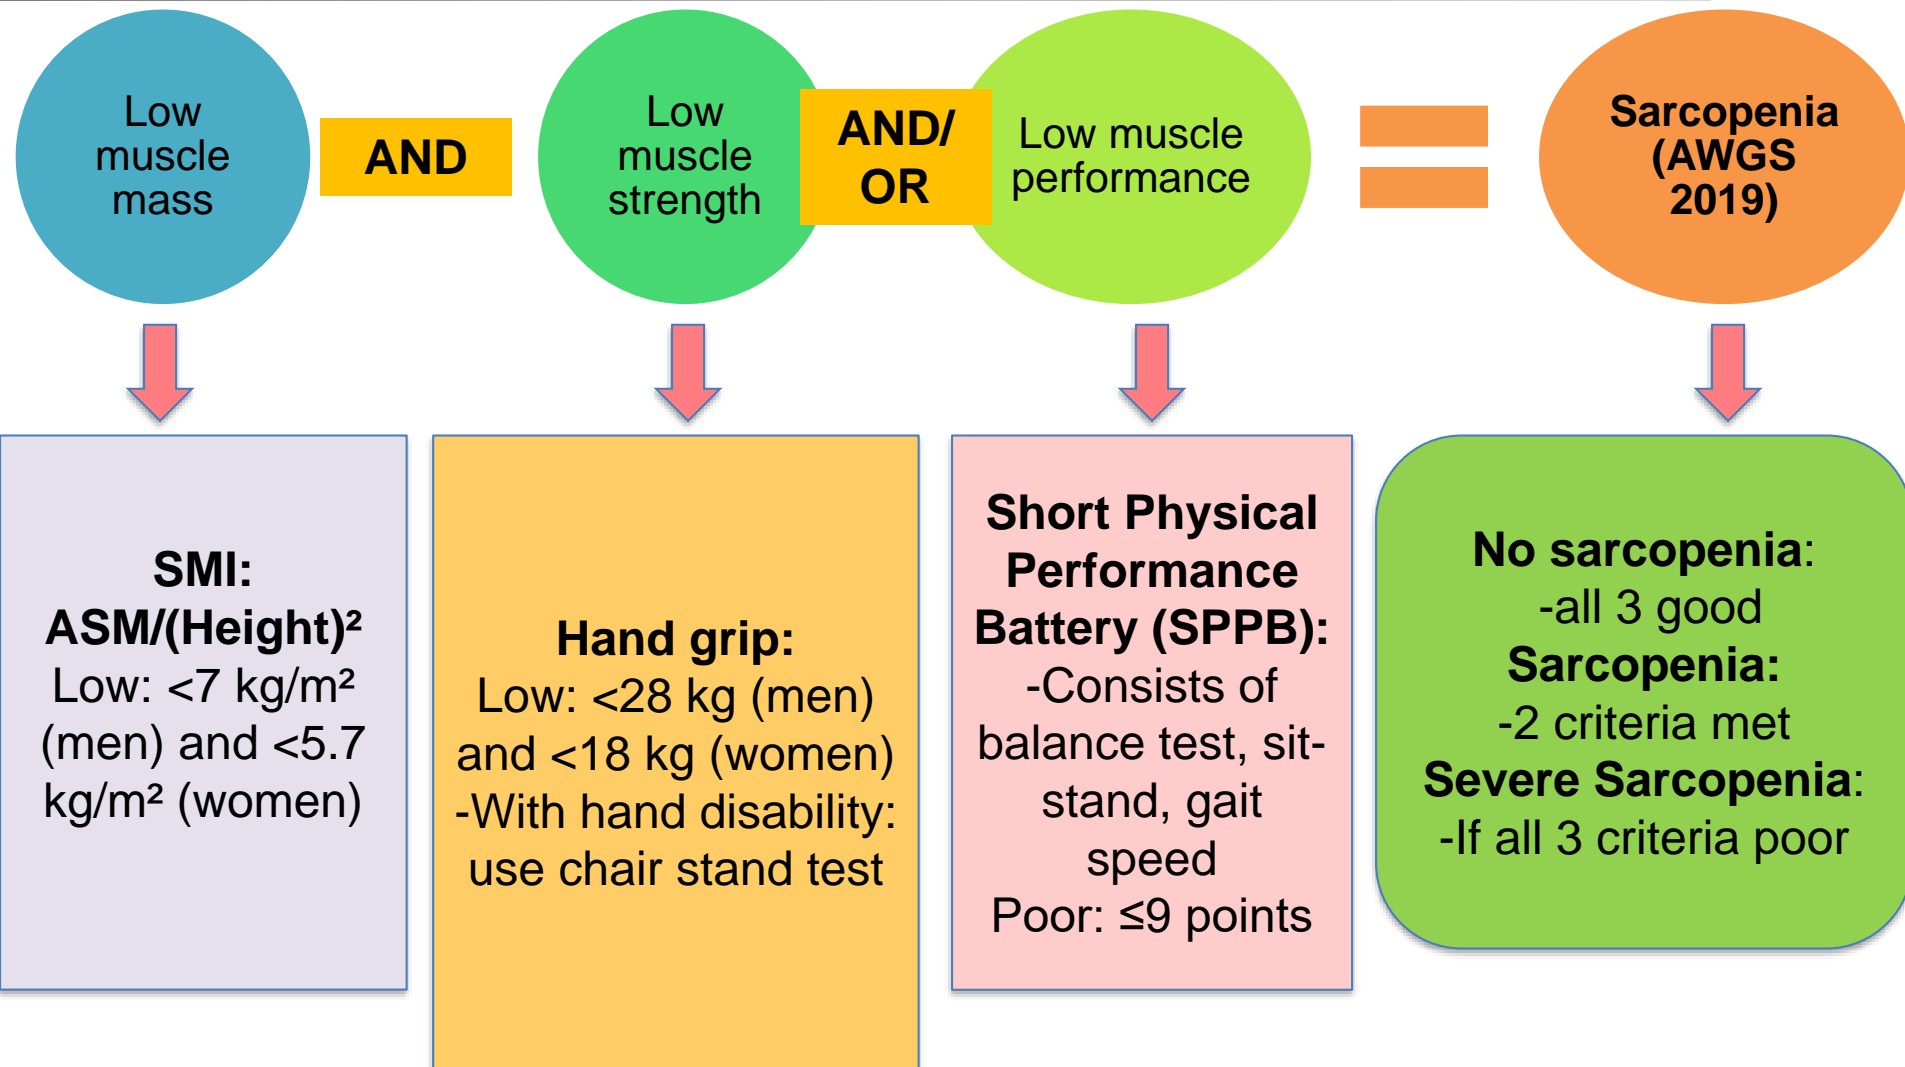 Low
muscle
mass
AND
Low
muscle
strength
AND/
OR
Low muscle
performance
Sarcopenia
(AWGS
2019)
SMI:
ASM/(Height)²
Low: <7 kg/m²
(men) and <5.7
kg/m² (women)
Hand grip:
Low: <28 kg (men)
and <18 kg (women)
-With hand disability:
use chair stand test
Short Physical
Performance
Battery (SPPB):
-Consists of
balance test, sit-
stand, gait
speed
Poor: ≤9 points
No sarcopenia:
-all 3 good
Sarcopenia:
-2 criteria met
Severe Sarcopenia:
-If all 3 criteria poor